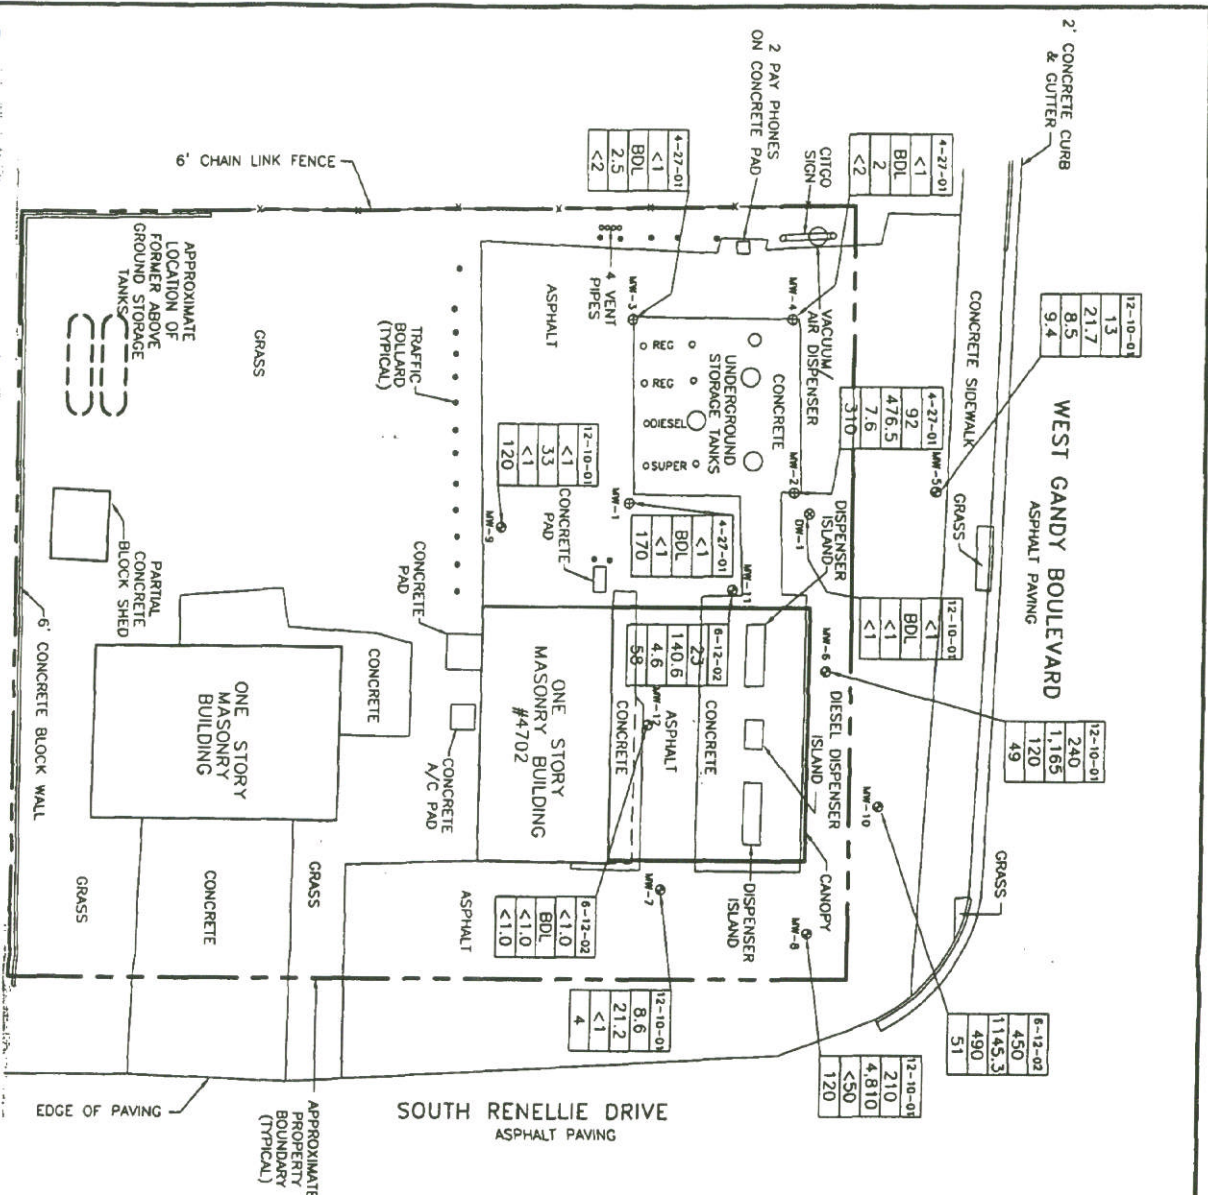 2' CONCRETE CURB
& GUTTER
2 PAY PHONES
ON CONCRETE PAD
CITGO
SIGN
4-27-01
<1
BDL
2
<2
4-27-01
<1
BDL
2.5
<2
6' CHAIN LINK FENCE
12-10-01
13
21.7
8.5
9.4
WEST GANDY BOULEVARD
ASPHALT PAVING
CONCRETE SIDEWALK
GRASS
VACUUM/
AIR DISPENSER
4 VENT
PIPES
MW-3
MW-4
ASPHALT
TRAFFIC
BOLLARD
(TYPICAL)
GRASS
APPROXIMATE
LOCATION OF
FORMER ABOVE
GROUND STORAGE
TANKS
REG
REG
DIESEL
SUPER
UNDERGROUND
STORAGE TANKS
CONCRETE
4-27-01
92
476.5
7.6
310
MW-5
MW-2
DW-1
DISPENSER
ISLAND
12-10-01
<1
33
<1
120
MW-9
CONCRETE
PAD
MW-1
4-27-01
<1
BDL
<1
170
MW-11
12-10-01
<1
BDL
<1
<1
MW-6
12-10-01
240
1,165
120
49
PARTIAL
CONCRETE
BLOCK SHED
6' CONCRETE BLOCK WALL
CONCRETE
PAD
CONCRETE
ONE STORY
MASONRY
BUILDING
CONCRETE
A/C PAD
ONE STORY
MASONRY BUILDING
#4702
6-12-02
23
140.6
4.6
58
MW-12
CONCRETE
ASPHALT
CONCRETE
DIESEL DISPENSER
ISLAND
MW-10
GRASS
CANOPY
DISPENSER
ISLAND
MW-8
MW-7
GRASS
CONCRETE
GRASS
ASPHALT
6-12-02
<1.0
BDL
<1.0
<1.0
12-10-01
8.6
21.2
<1
4
6-12-02
450
1145.3
490
51
12-10-01
210
4,810
<50
120
EDGE OF PAVING
SOUTH RENELLIE DRIVE
ASPHALT PAVING
APPROXIMATE
PROPERTY
BOUNDARY
(TYPICAL)